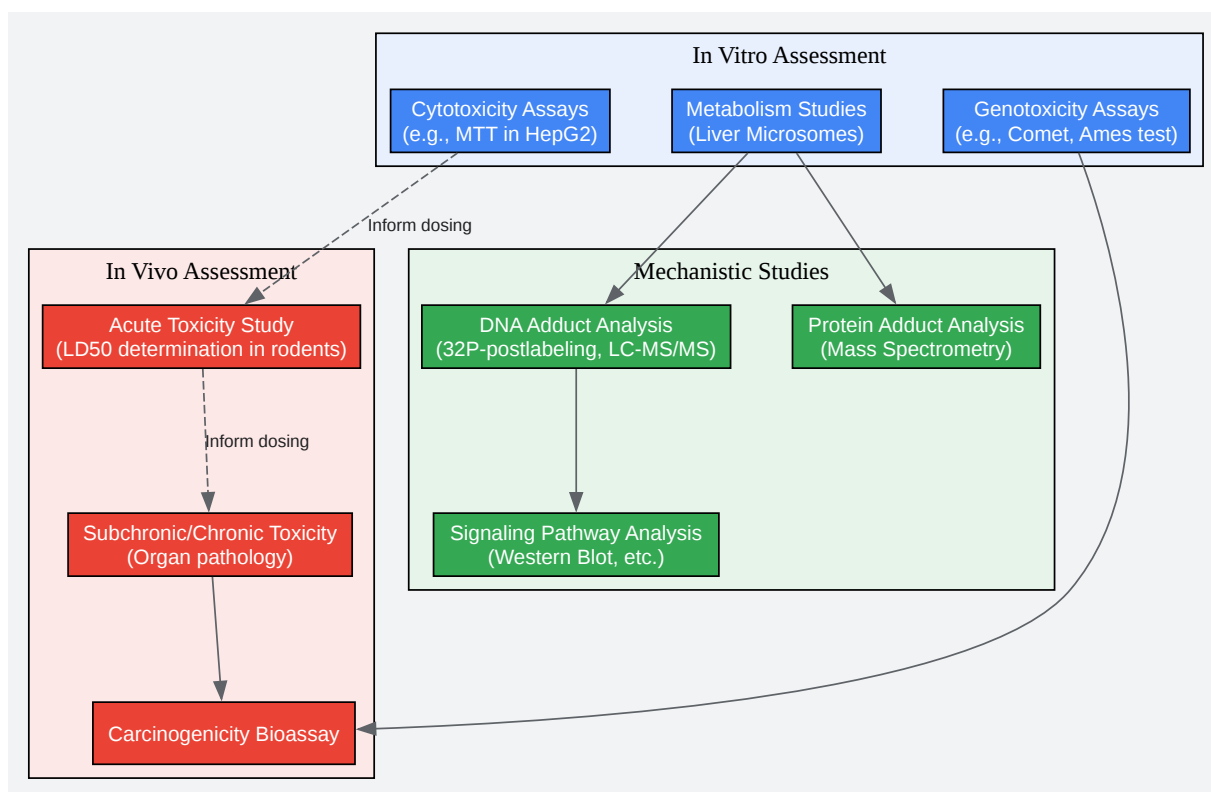 In Vitro Assessment
Cytotoxicity Assays
(e.g., MTT in HepG2)
Metabolism Studies
(Liver Microsomes)
Genotoxicity Assays
(e.g., Comet, Ames test)
Inform dosing
In Vivo Assessment
Acute Toxicity Study
(LD50 determination in rodents)
Inform dosing
Subchronic/Chronic Toxicity
(Organ pathology)
Carcinogenicity Bioassay
Mechanistic Studies
DNA Adduct Analysis
(32P-postlabeling, LC-MS/MS)
Protein Adduct Analysis
(Mass Spectrometry)
Signaling Pathway Analysis
(Western Blot, etc.)